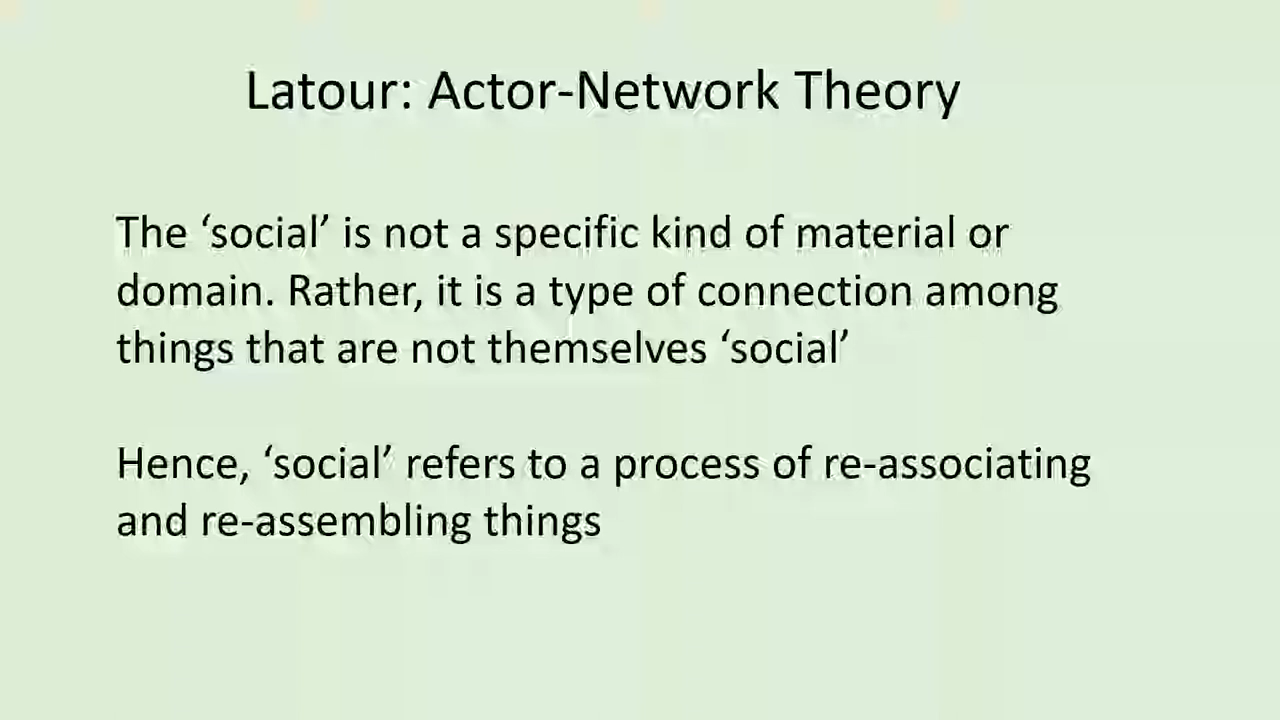 Latour: Actor-Network Theory
The ‘social’ is not a specific kind of material or
domain. Rather, it is a type of connection among
things that are not themselves ‘social’
Hence, ‘social’ refers to a process of re-associating
and re-assembling things